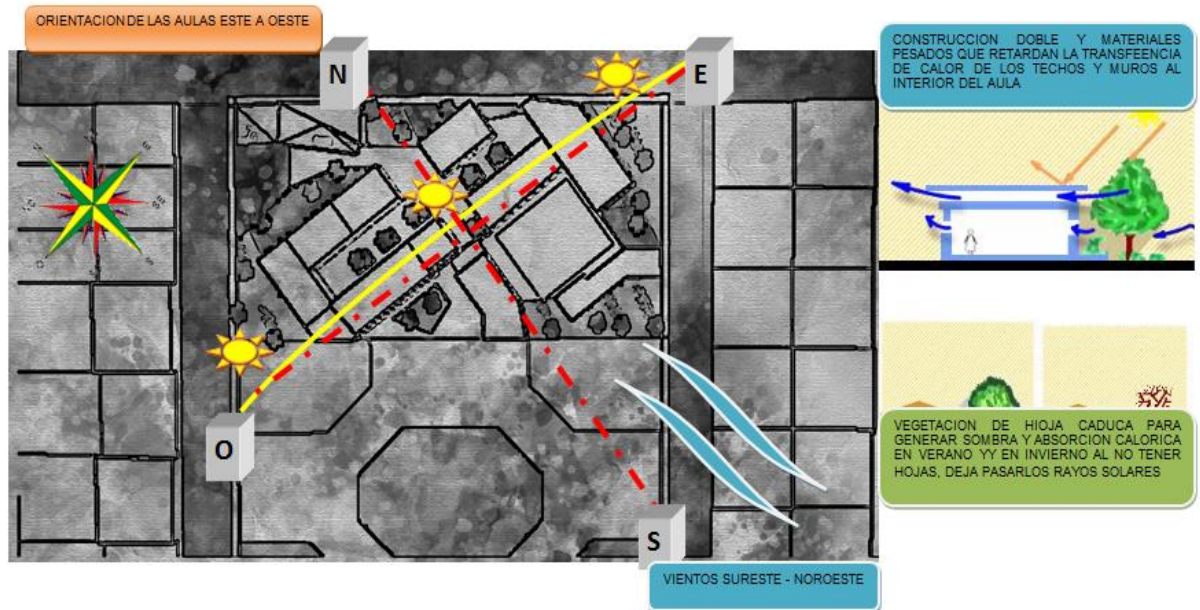 ORIENTACION DE LAS AULAS ESTE A OESTE
N
E
O
S
CONSTRUCCION DOBLE Y MATERIALES
PESADOS QUE RETARDAN LA TRANSFEENCIA
DE CALOR DE LOS TECHOS Y MUROS AL
INTERIOR DEL AULA
VEGETACION DE HIOJA CADUCA PARA
GENERAR SOMBRA Y ABSORCION CALORICA
EN VERANO YY EN INVIERNO AL NO TENER
HOJAS, DEJA PASARLOS RAYOS SOLARES
VIENTOS SURESTE - NOROESTE